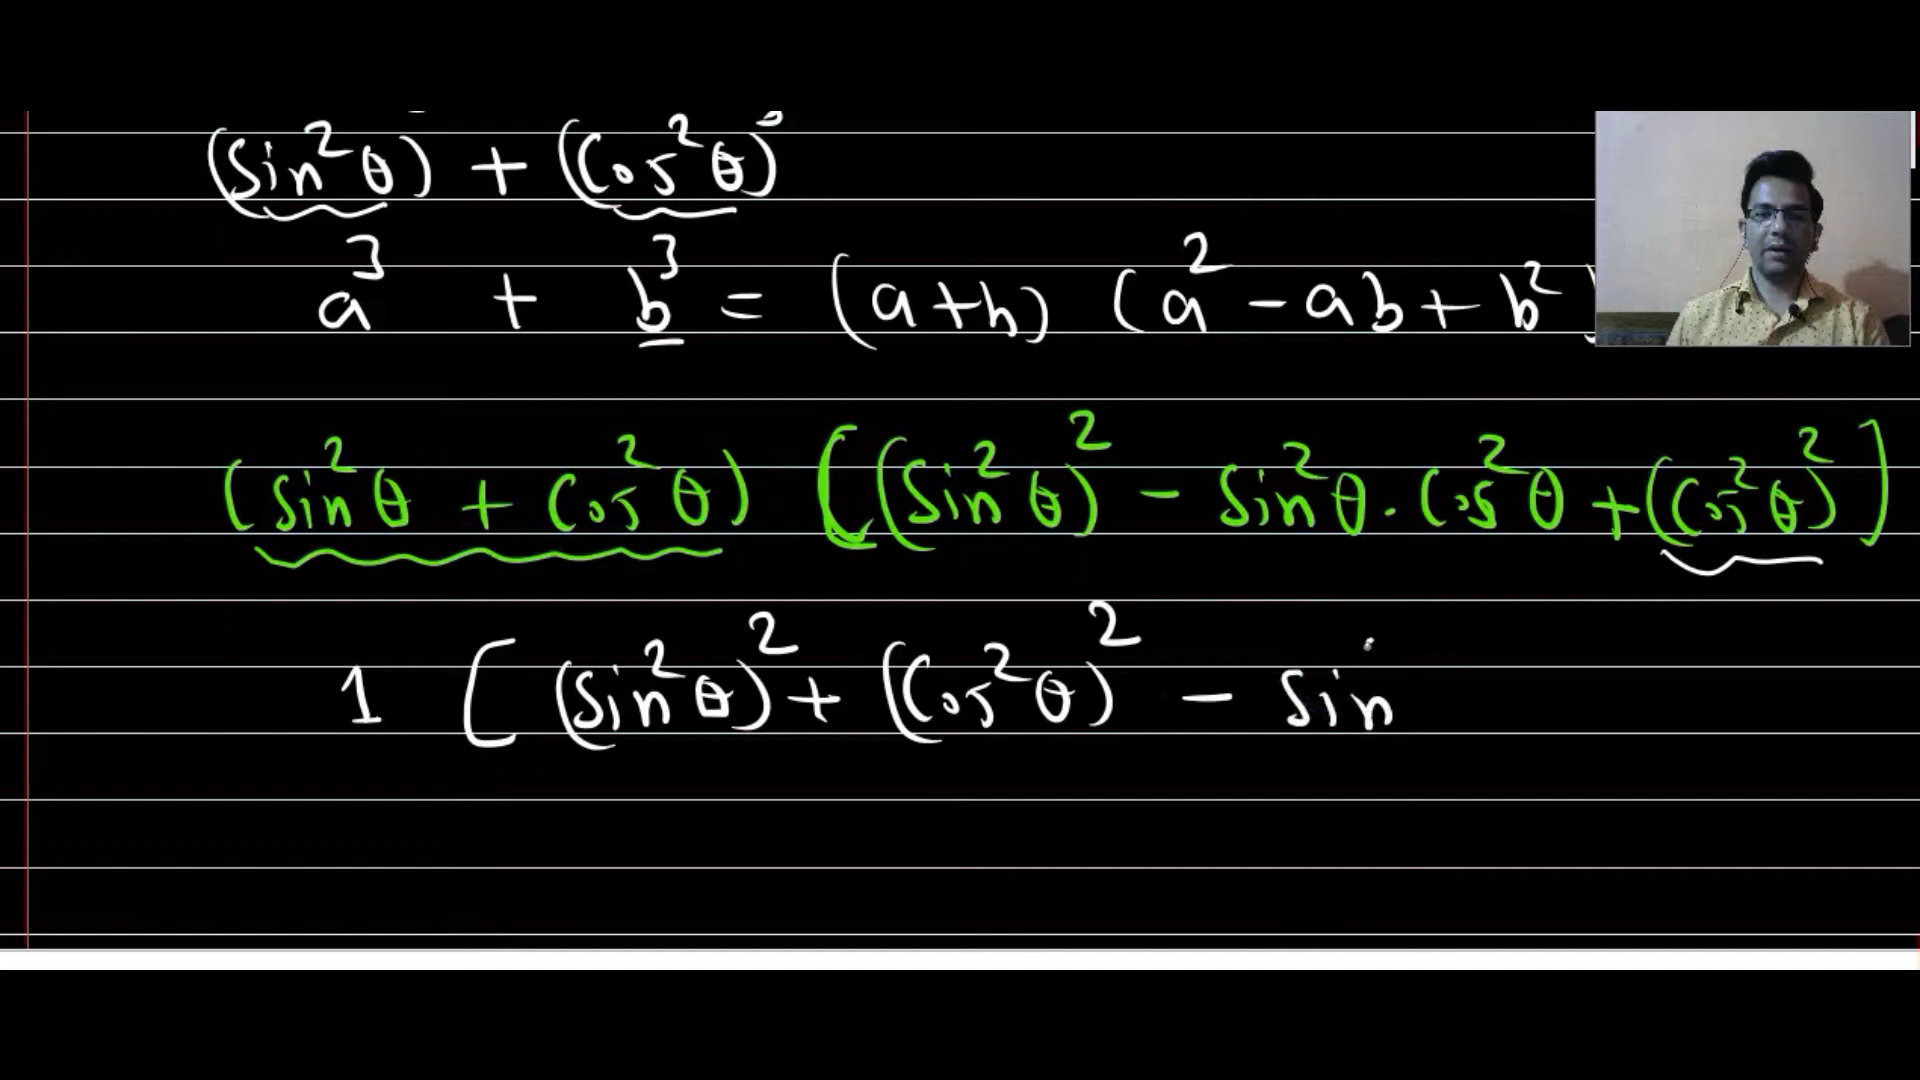 (Sin²θ) + (Cos²θ)³
a³ + b³ = (a+b) (a² - ab + b²)
(Sin²θ + Cos²θ) [(Sin²θ)² - Sin²θ . Cos²θ + (Cos²θ)²]
1 [(Sin²θ)² + (Cos²θ)² - Sin